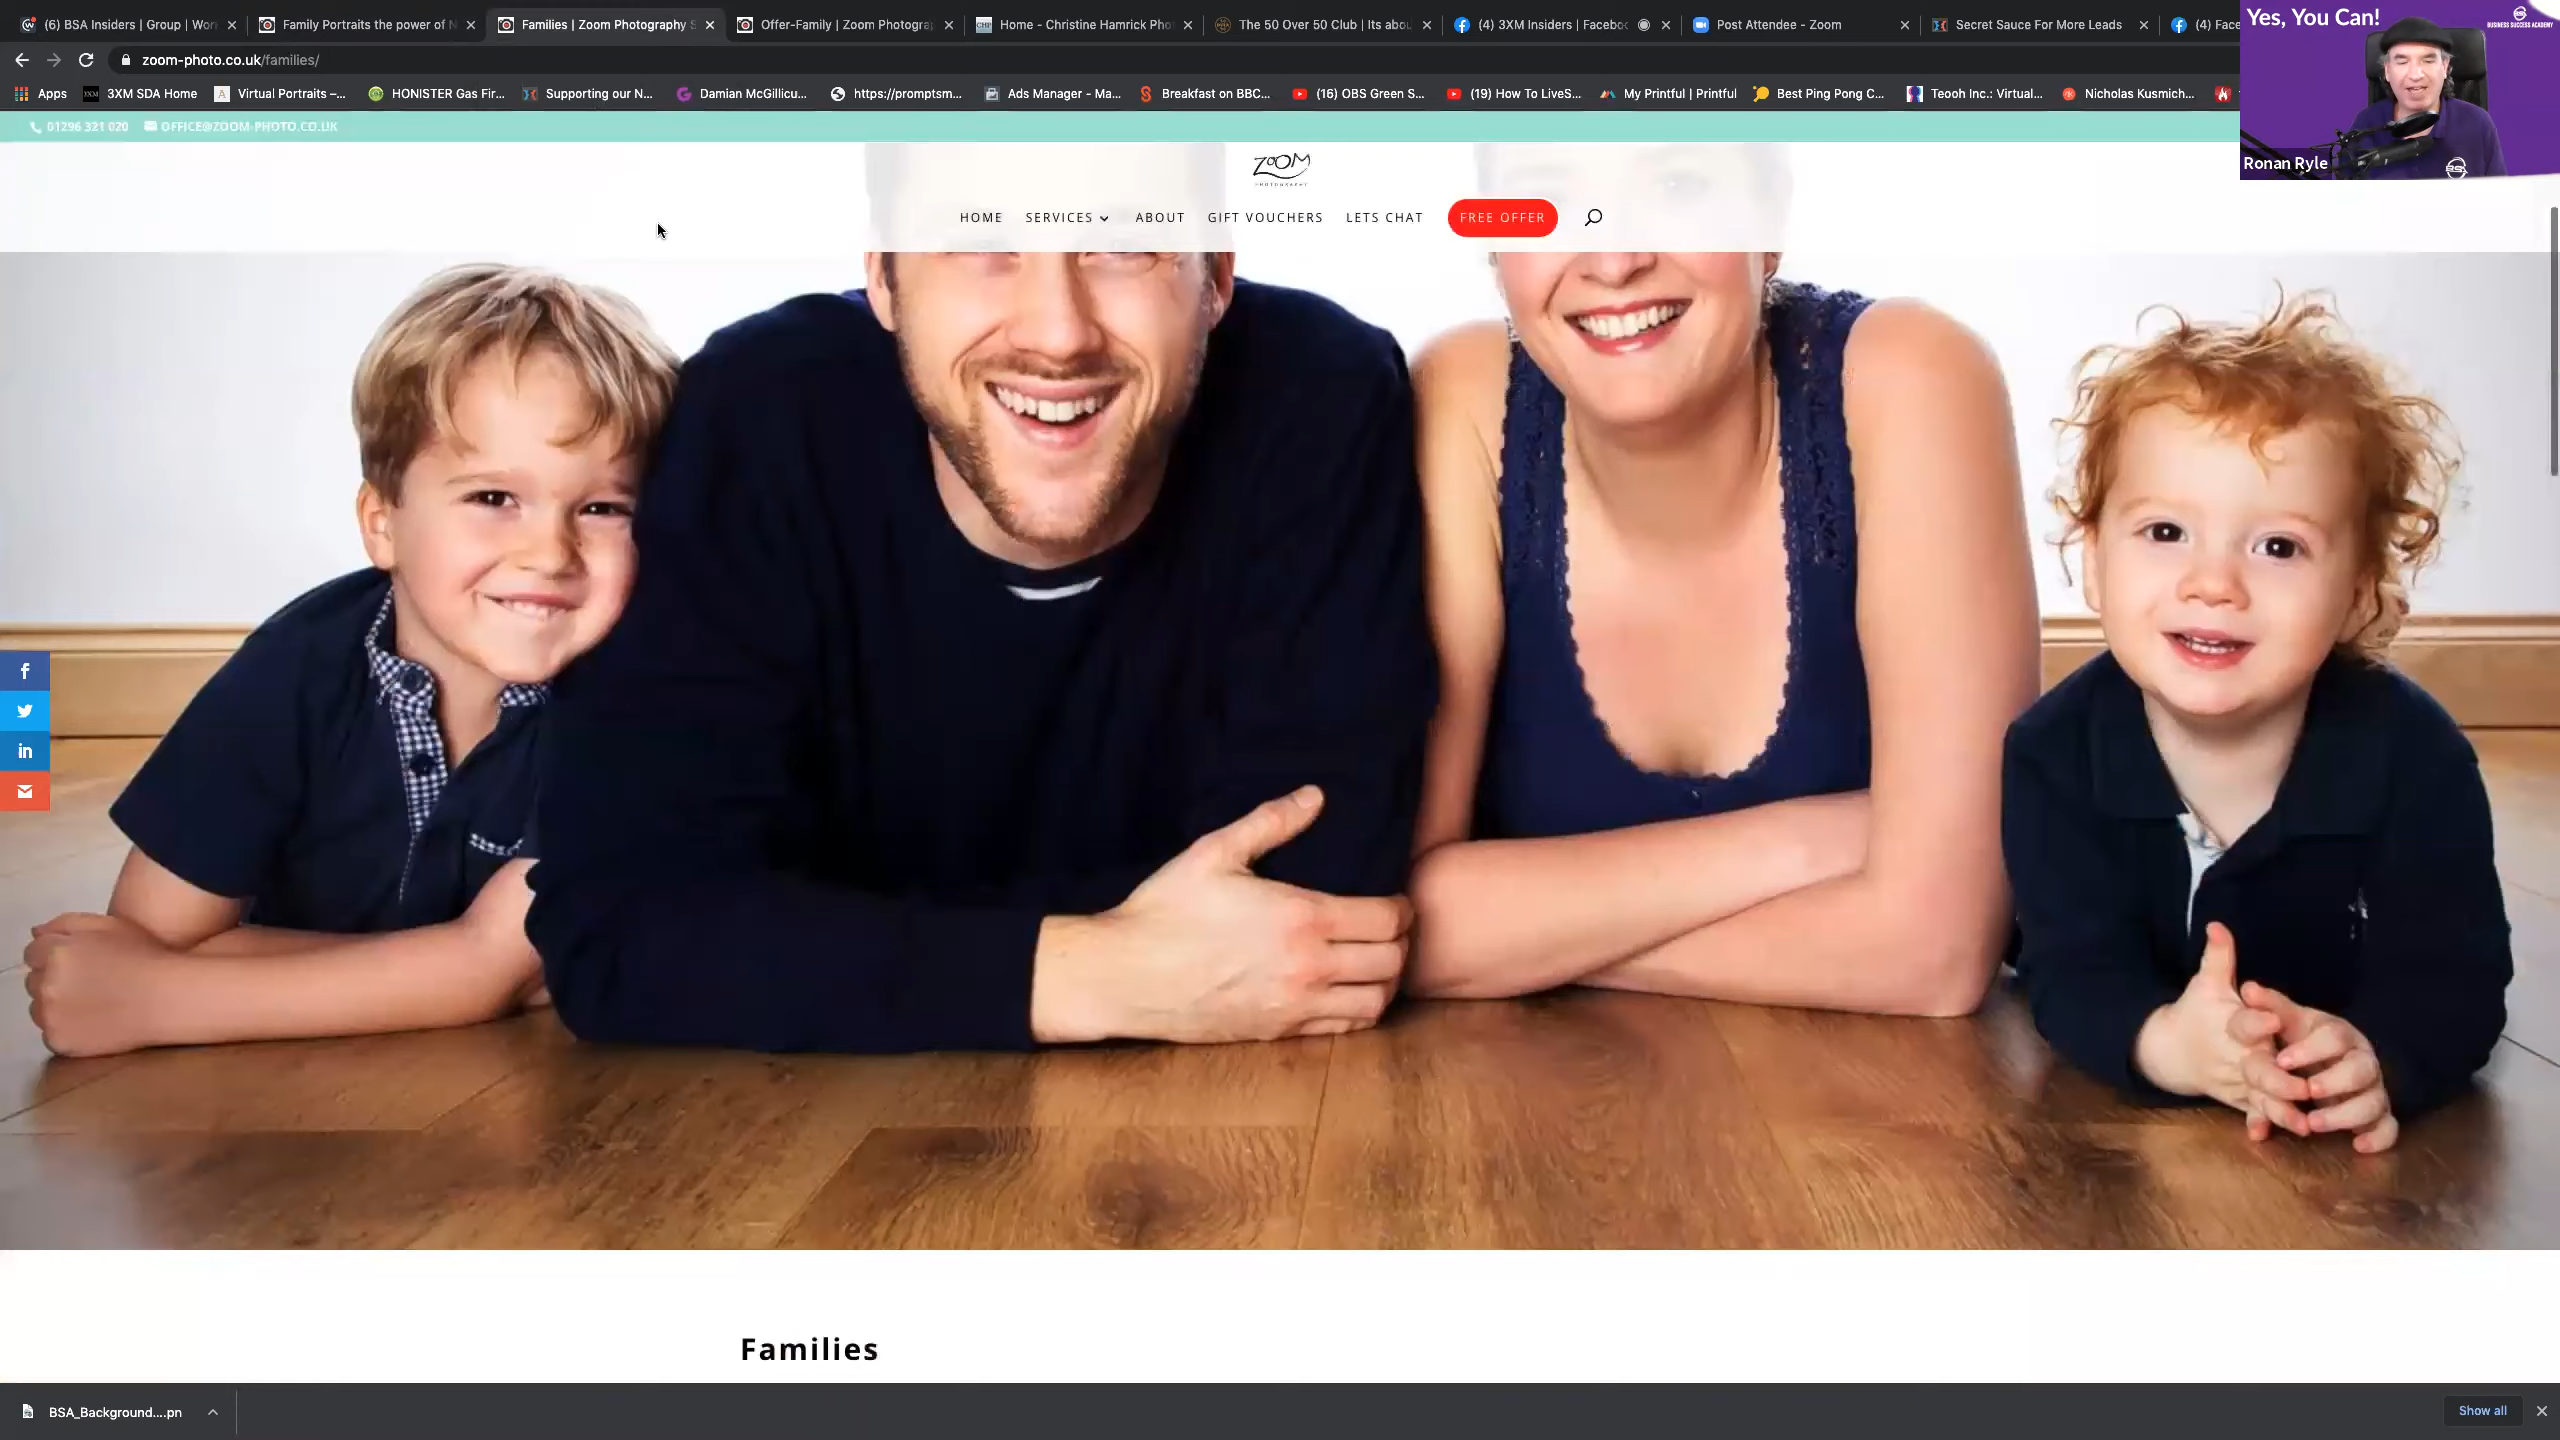 (6) BSA Insiders | Group | Wor
Family Portraits the power of N
Families | Zoom Photography S
Offer-Family | Zoom Photogra
Home - Christine Hamrick Pho
The 50 Over 50 Club | Its abou
(4) 3XM Insiders | Facebo
Post Attendee - Zoom
Secret Sauce For More Leads
(4) Face
zoom-photo.co.uk/families/
Apps
3XM SDA Home
Virtual Portraits –...
HONISTER Gas Fir...
Supporting our N...
Damian McGillicu...
https://promptsm...
Ads Manager - Ma...
Breakfast on BBC...
(16) OBS Green S...
(19) How To LiveS...
My Printful | Printful
Best Ping Pong C...
Teooh Inc.: Virtual...
Nicholas Kusmich...
Yes, You Can!
BUSINESS SUCCESS ACADEMY
Ronan Ryle
01296 321 020
OFFICE@ZOOM-PHOTO.CO.UK
ZOOM
PHOTOGRAPHY
HOME SERVICES ABOUT GIFT VOUCHERS LETS CHAT FREE OFFER
Families
BSA_Background....pn
Show all